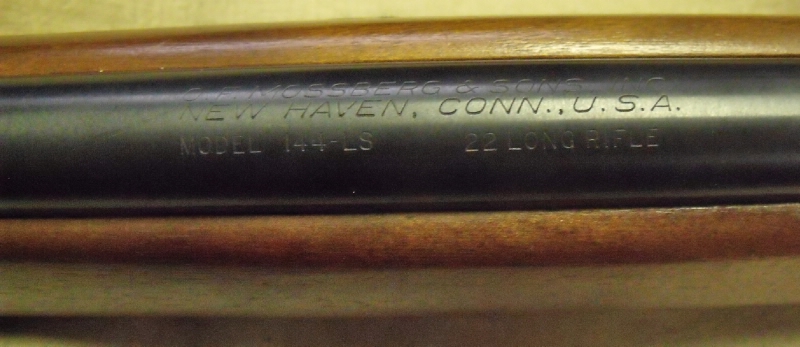 O.F. MOSSBERG & SONS, INC.
NEW HAVEN, CONN., U.S.A.
MODEL 144-LS 22 LONG RIFLE